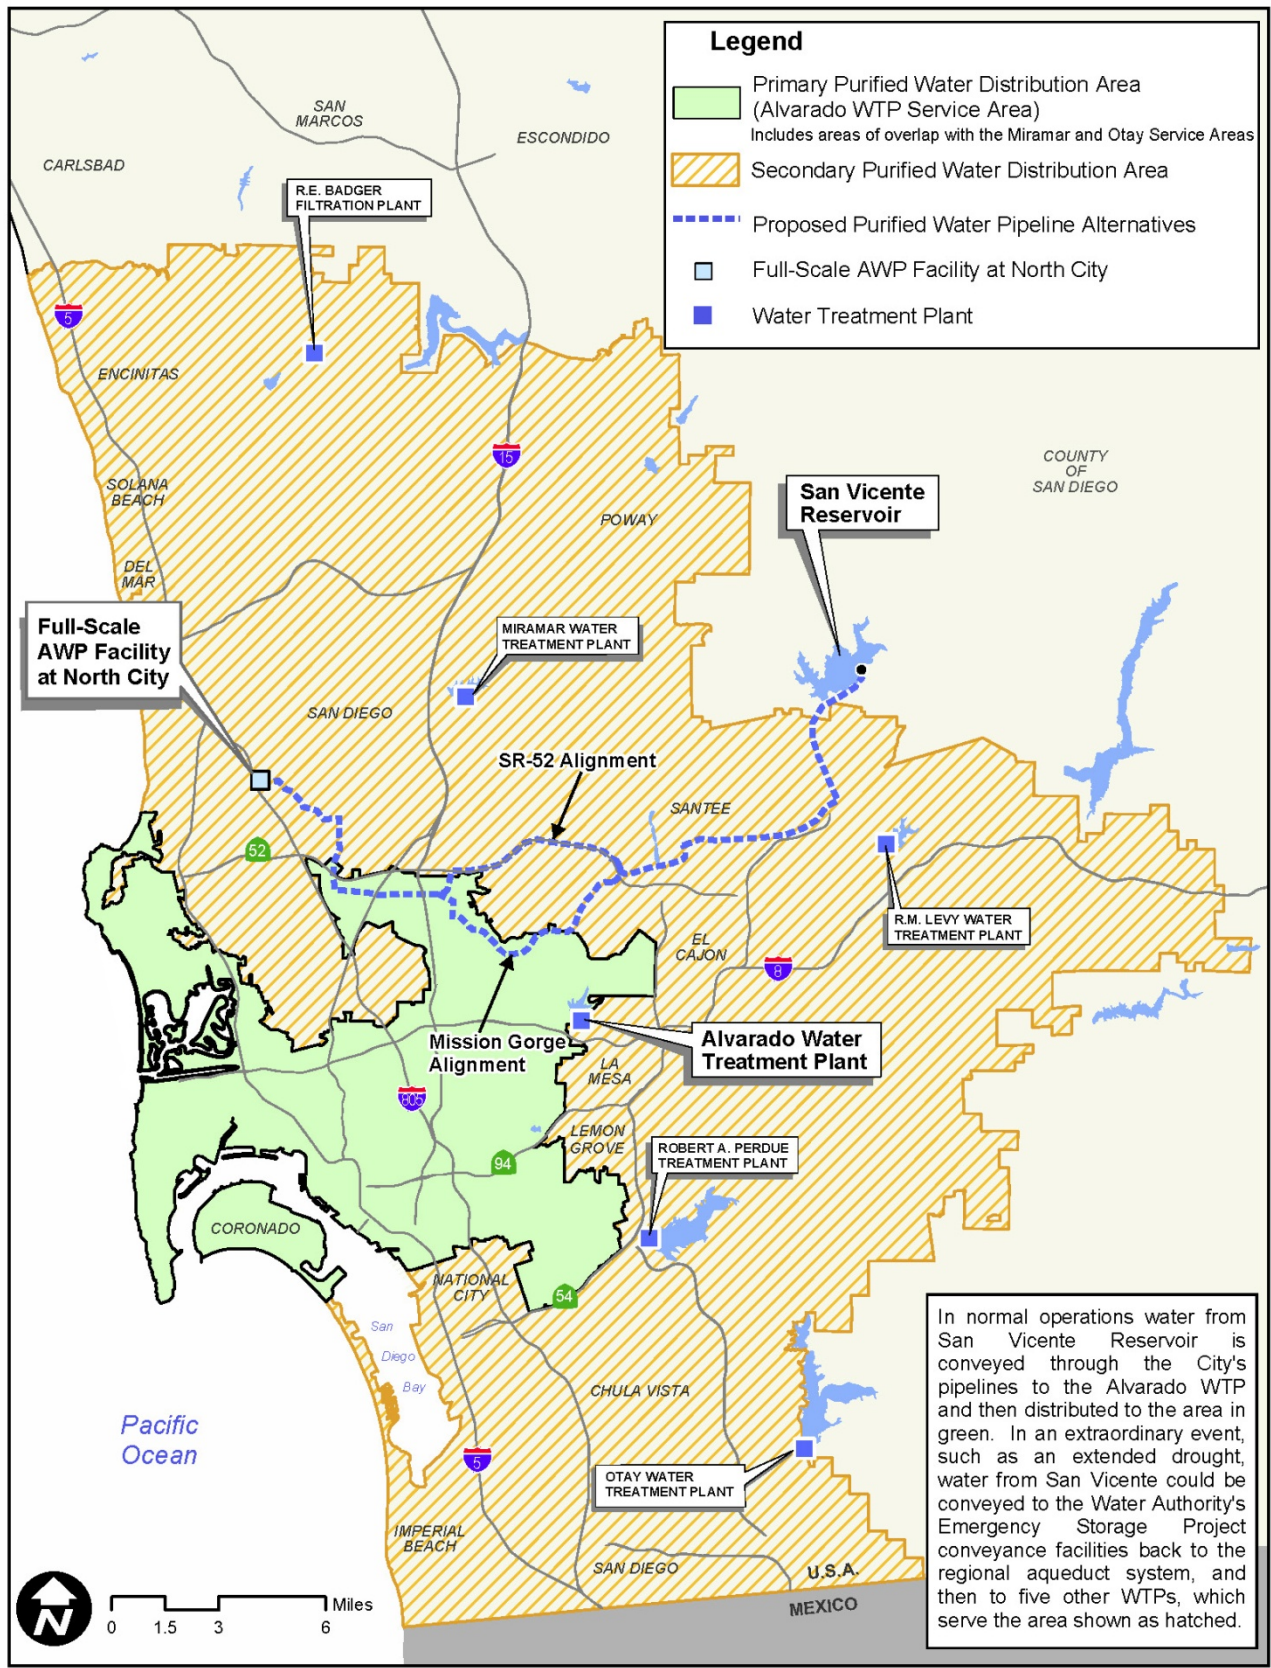 Legend
Primary Purified Water Distribution Area
(Alvarado WTP Service Area)
Includes areas of overlap with the Miramar and Otay Service Areas
Secondary Purified Water Distribution Area
Proposed Purified Water Pipeline Alternatives
Full-Scale AWP Facility at North City
Water Treatment Plant
SAN
MARCOS
ESCONDIDO
CARLSBAD
R.E. BADGER
FILTRATION PLANT
5
ENCINITAS
15
COUNTY
OF
SAN DIEGO
SOLANA
BEACH
San Vicente
Reservoir
POWAY
DEL
MAR
Full-Scale
AWP Facility
at North City
MIRAMAR WATER
TREATMENT PLANT
SAN DIEGO
SR-52 Alignment
SANTEE
52
R.M. LEVY WATER
TREATMENT PLANT
EL
CAJON
8
Mission Gorge
Alignment
Alvarado Water
Treatment Plant
LA
MESA
805
LEMON
GROVE
94
ROBERT A. PERDUE
TREATMENT PLANT
CORONADO
NATIONAL
CITY
54
San
Diego
Bay
CHULA VISTA
Pacific
Ocean
5
OTAY WATER
TREATMENT PLANT
IMPERIAL
BEACH
SAN DIEGO
U.S.A.
MEXICO
N
0 1.5 3 6 Miles
In normal operations water from
San Vicente Reservoir is
conveyed through the City's
pipelines to the Alvarado WTP
and then distributed to the area in
green. In an extraordinary event,
such as an extended drought,
water from San Vicente could be
conveyed to the Water Authority's
Emergency Storage Project
conveyance facilities back to the
regional aqueduct system, and
then to five other WTPs, which
serve the area shown as hatched.